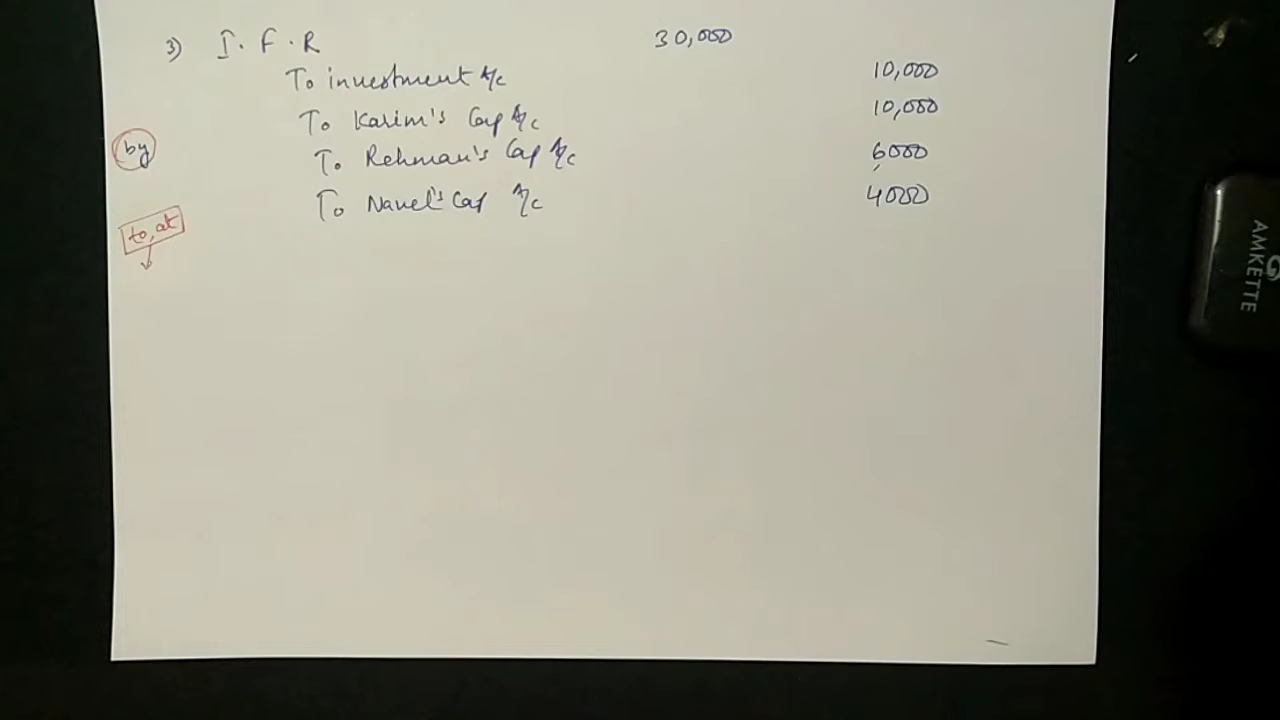 3) I.F.R 30,000
To investment A/c 10,000
To Karim's Cap A/c 10,000
by To Rehman's Cap A/c 6000
To Navel's Cap A/c 4000
to, at
AMKETTE